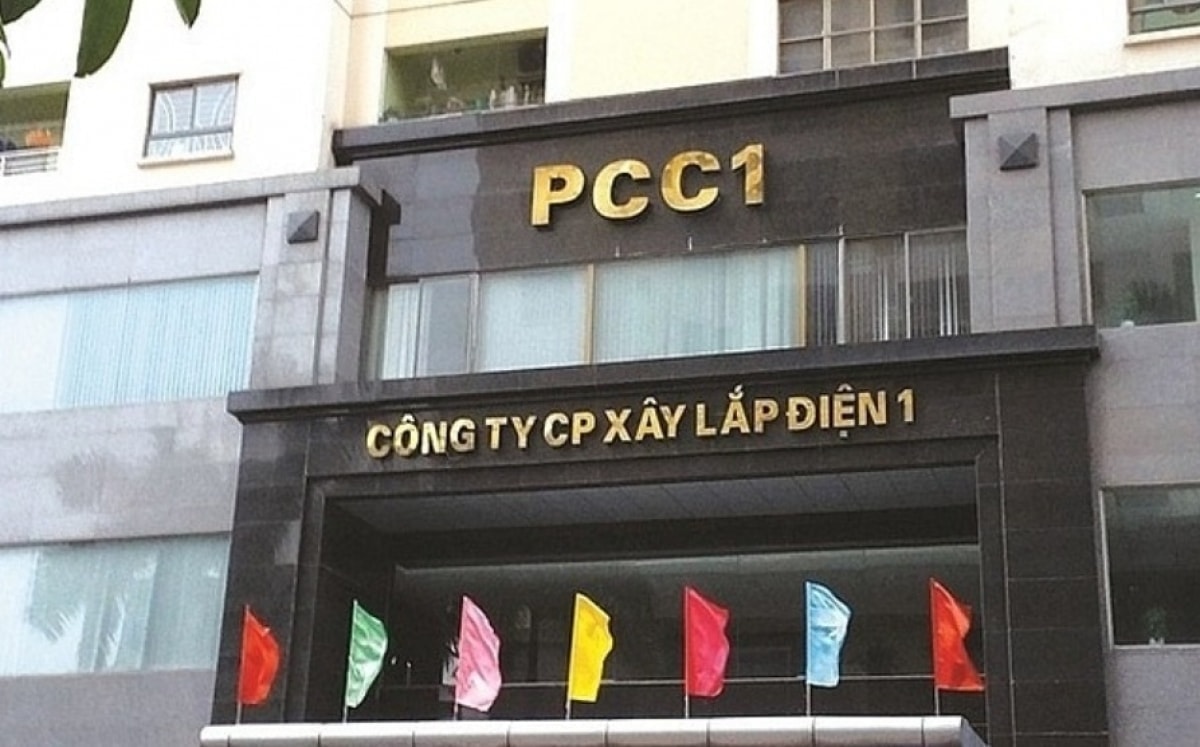 PCC1
CÔNG TY CP XÂY LẮP ĐIỆN 1